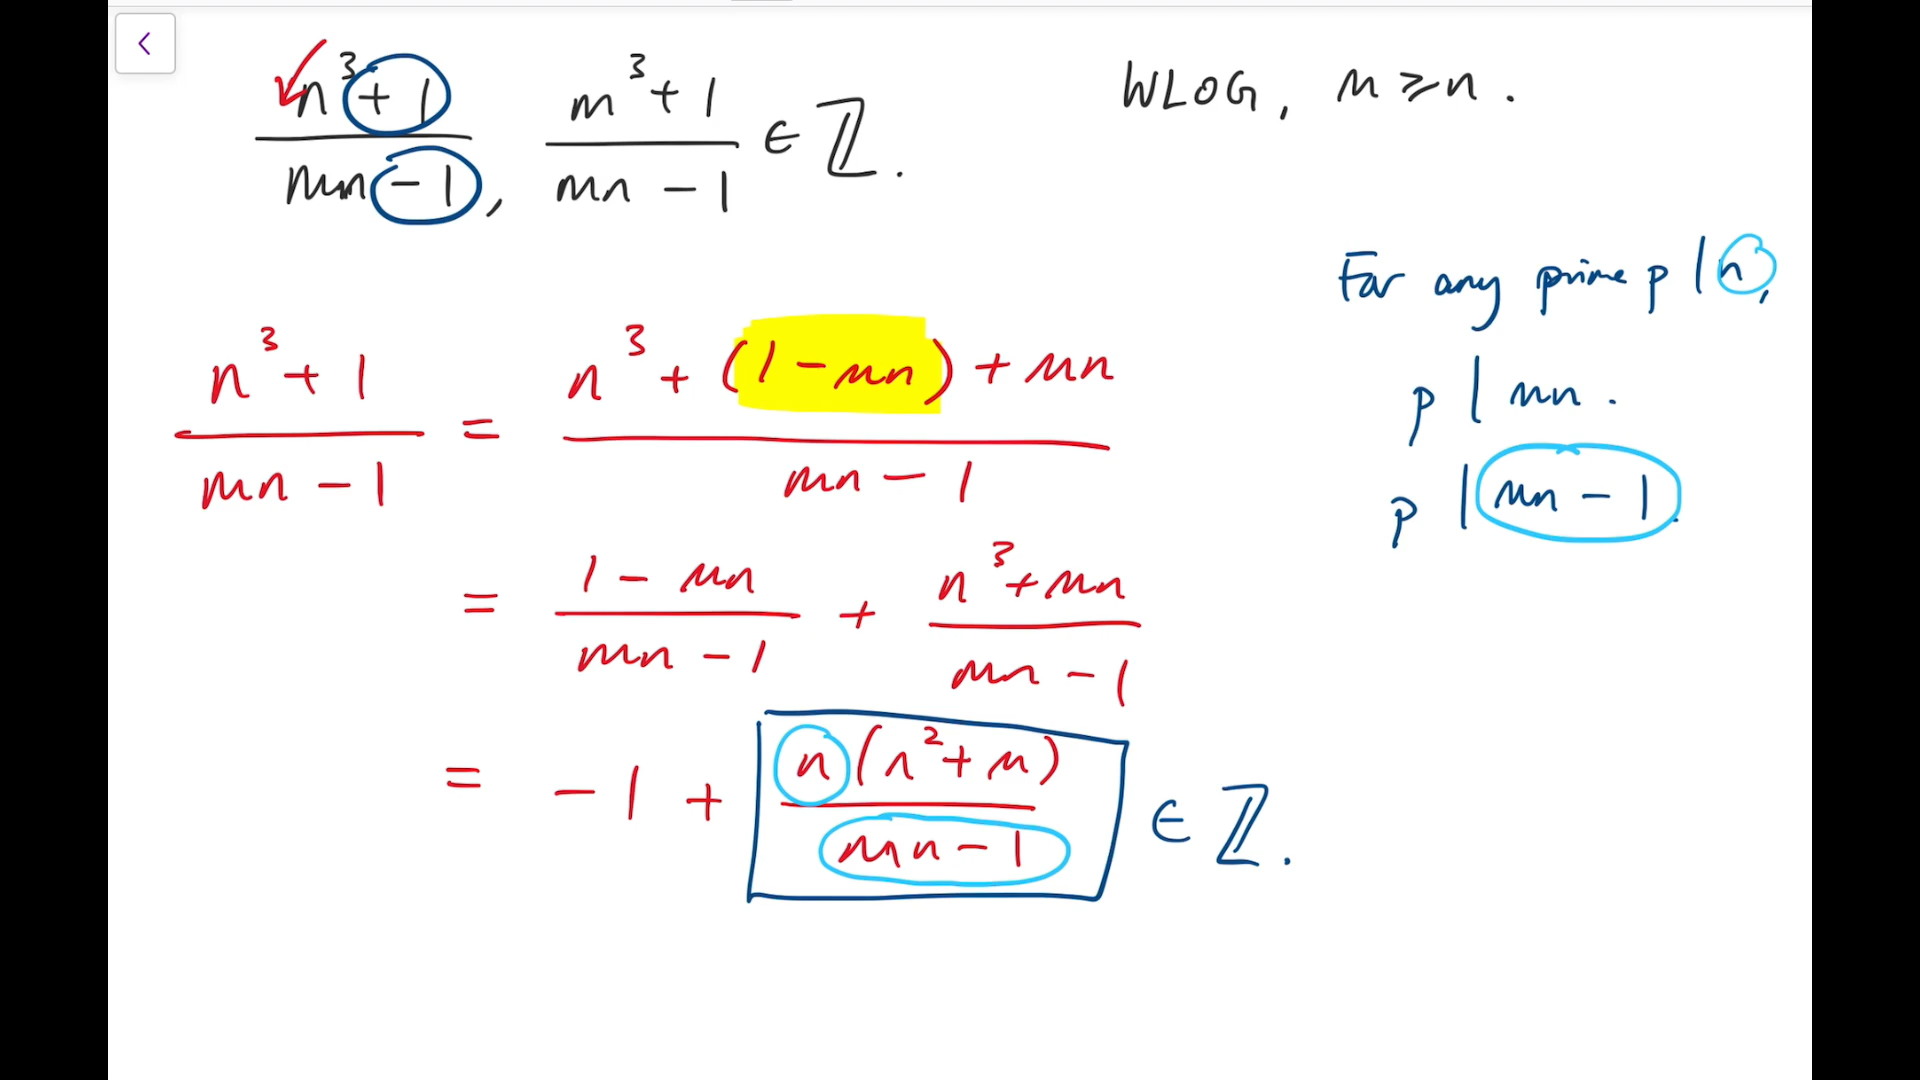 (n³ + 1)/(mn - 1), (m³ + 1)/(mn - 1) ∈ ℤ.
WLOG, m ⩾ n.
For any prime p | n,
p | mn.
p | mn - 1.
(n³ + 1)/(mn - 1) = (n³ + (1 - mn) + mn)/(mn - 1)
= (1 - mn)/(mn - 1) + (n³ + mn)/(mn - 1)
= -1 + n(n² + m)/(mn - 1) ∈ ℤ.